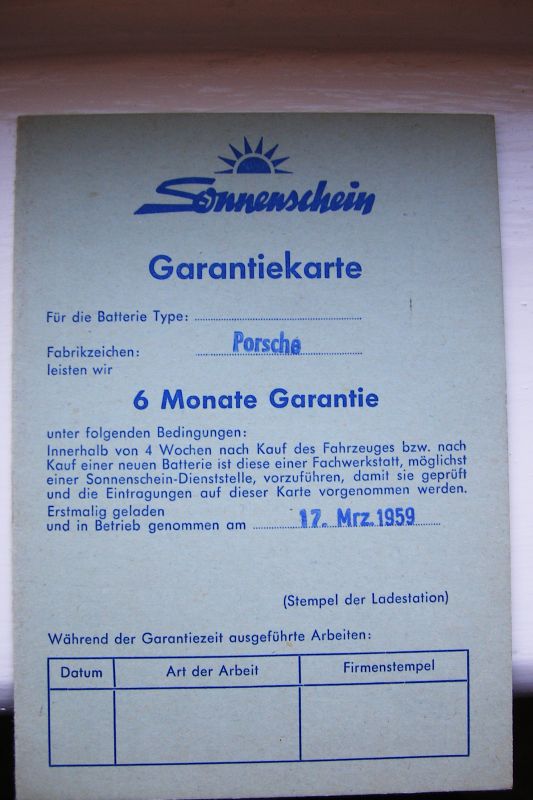 Sonnenschein
Garantiekarte
Für die Batterie Type:
Fabrikzeichen: Porsche
leisten wir
6 Monate Garantie
unter folgenden Bedingungen:
Innerhalb von 4 Wochen nach Kauf des Fahrzeuges bzw. nach
Kauf einer neuen Batterie ist diese einer Fachwerkstatt, möglichst
einer Sonnenschein-Dienststelle, vorzuführen, damit sie geprüft
und die Eintragungen auf dieser Karte vorgenommen werden.
Erstmalig geladen
und in Betrieb genommen am 17. Mrz. 1959
(Stempel der Ladestation)
Während der Garantiezeit ausgeführte Arbeiten:
Datum Art der Arbeit Firmenstempel